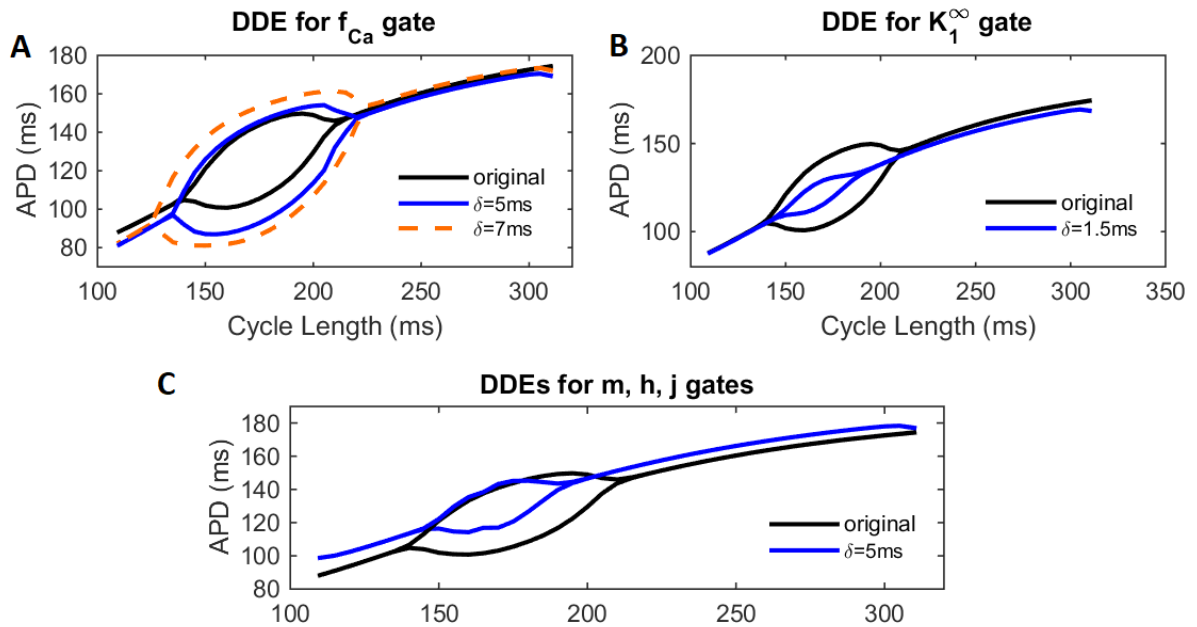 A
DDE for f_Ca gate
180
160
140
120
100
80
APD (ms)
original
δ=5ms
δ=7ms
100 150 200 250 300
Cycle Length (ms)
B
DDE for K_1^∞ gate
200
150
100
APD (ms)
original
δ=1.5ms
100 150 200 250 300 350
Cycle Length (ms)
C
DDEs for m, h, j gates
180
160
140
120
100
80
APD (ms)
original
δ=5ms
100 150 200 250 300